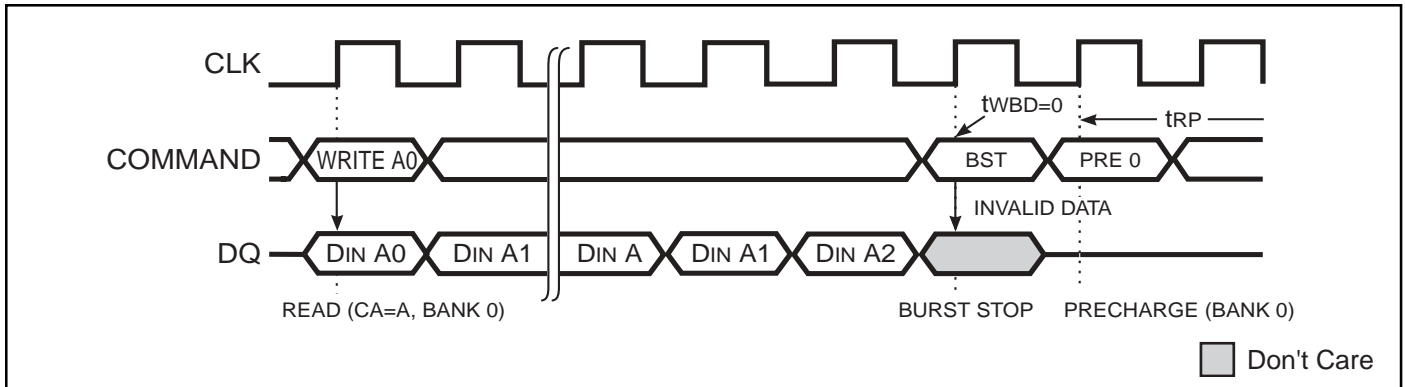 CLK
tWBD=0
tRP
COMMAND
WRITE A0
BST
PRE 0
INVALID DATA
DQ
DIN A0
DIN A1
DIN A
DIN A1
DIN A2
READ (CA=A, BANK 0)
BURST STOP
PRECHARGE (BANK 0)
Don't Care